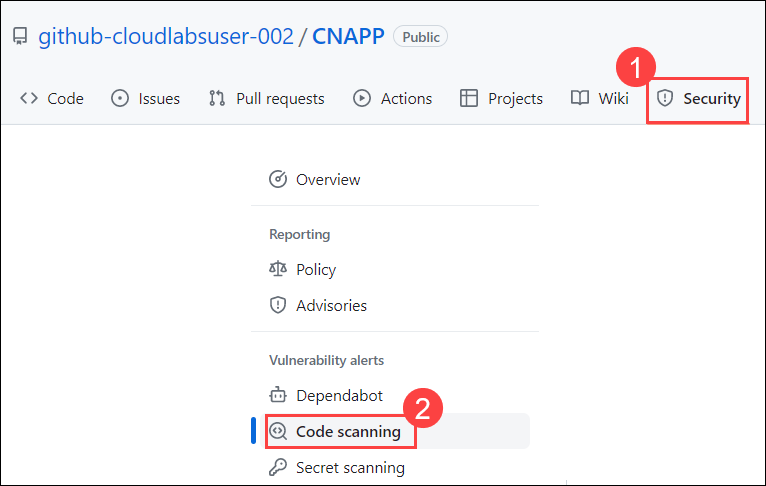 github-cloudlabsuser-002 / CNAPP Public
1
Code Issues Pull requests Actions Projects Wiki Security
Overview
Reporting
Policy
Advisories
Vulnerability alerts
Dependabot
2
Code scanning
Secret scanning